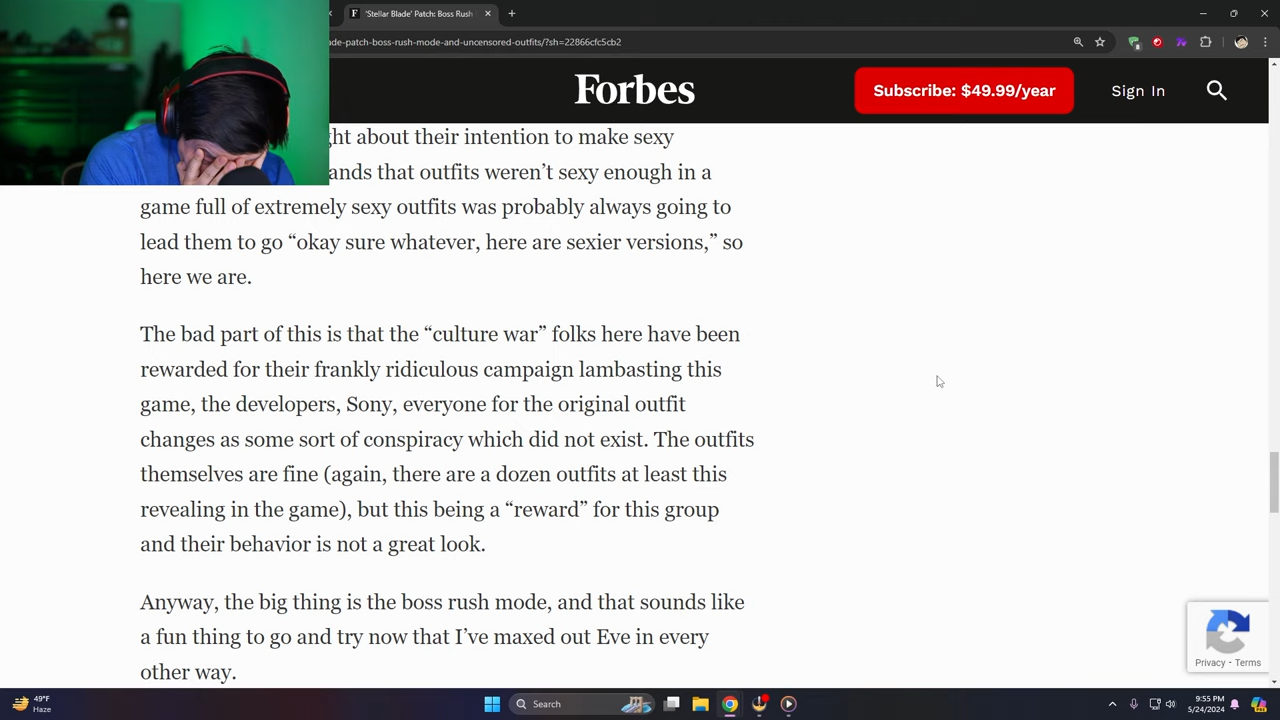 'Stellar Blade' Patch: Boss Rush
de-patch-boss-rush-mode-and-uncensored-outfits/?sh=22866cfc5cb2
Forbes
Subscribe: $49.99/year
Sign In
ght about their intention to make sexy
ands that outfits weren't sexy enough in a
game full of extremely sexy outfits was probably always going to
lead them to go “okay sure whatever, here are sexier versions,” so
here we are.
The bad part of this is that the “culture war” folks here have been
rewarded for their frankly ridiculous campaign lambasting this
game, the developers, Sony, everyone for the original outfit
changes as some sort of conspiracy which did not exist. The outfits
themselves are fine (again, there are a dozen outfits at least this
revealing in the game), but this being a “reward” for this group
and their behavior is not a great look.
Anyway, the big thing is the boss rush mode, and that sounds like
a fun thing to go and try now that I’ve maxed out Eve in every
other way.
Privacy - Terms
49°F
Haze
Search
9:55 PM
5/24/2024